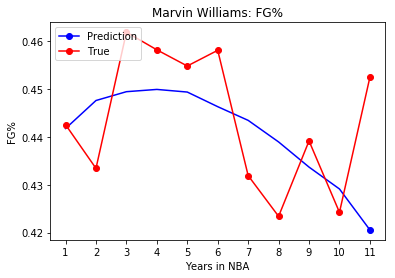 Marvin Williams: FG%
Prediction
True
FG%
0.46
0.45
0.44
0.43
0.42
1 2 3 4 5 6 7 8 9 10 11
Years in NBA